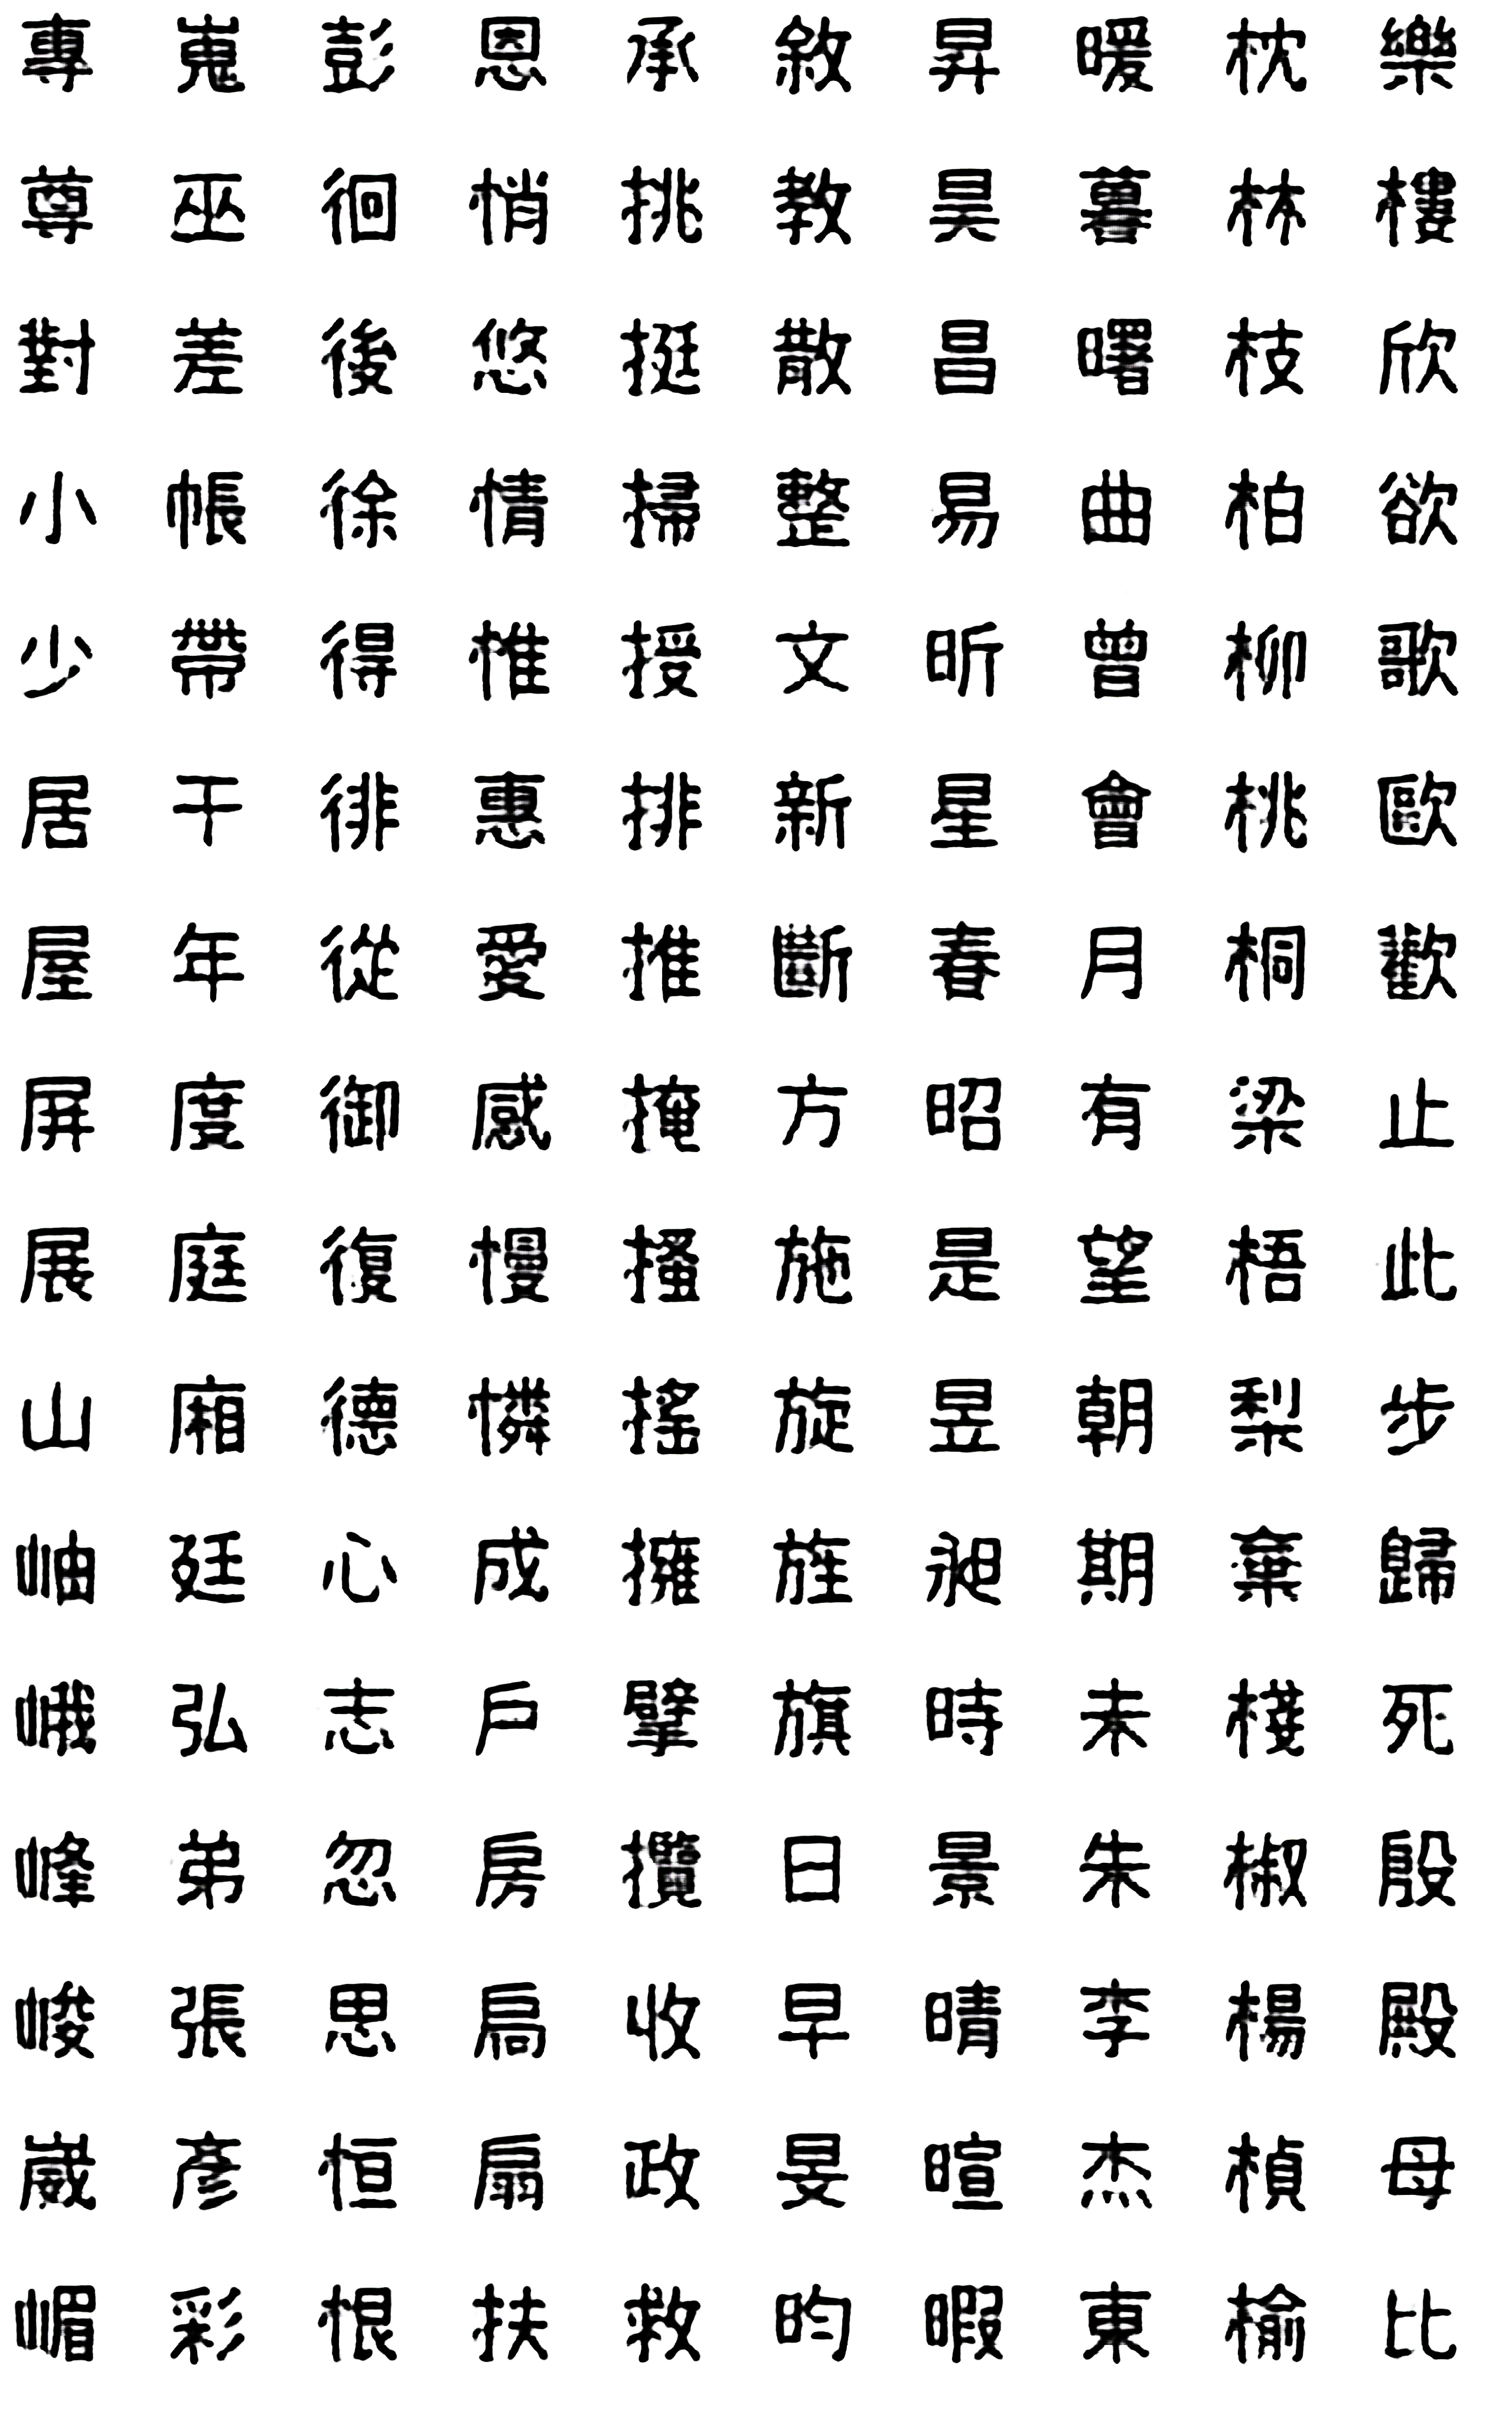 專尊對小少居屋屏展山岫峨峰峻崴嵋
嵬巫差帳帶干年度庭廂廷弘弟張彥彩
彭徊後徐得徘從御復德心志忽思恒恨
恩悄悠情惟惠愛感慢憐成戶房扃扇扶
承挑挺掃授排推掩搔搖擁擘攬收政救
敘教散整文新斷方施旋旌旗日早旻昀
昇昊昌易昕星春昭是昱昶時景晴暄暇
暖暮曙曲曾會月有望朝期未朱李杰東
枕林枝柏柳桃桐梁梧梨棄棲椒楊楨榆
樂樓欣欲歌歐歡止此步歸死殷殿母比